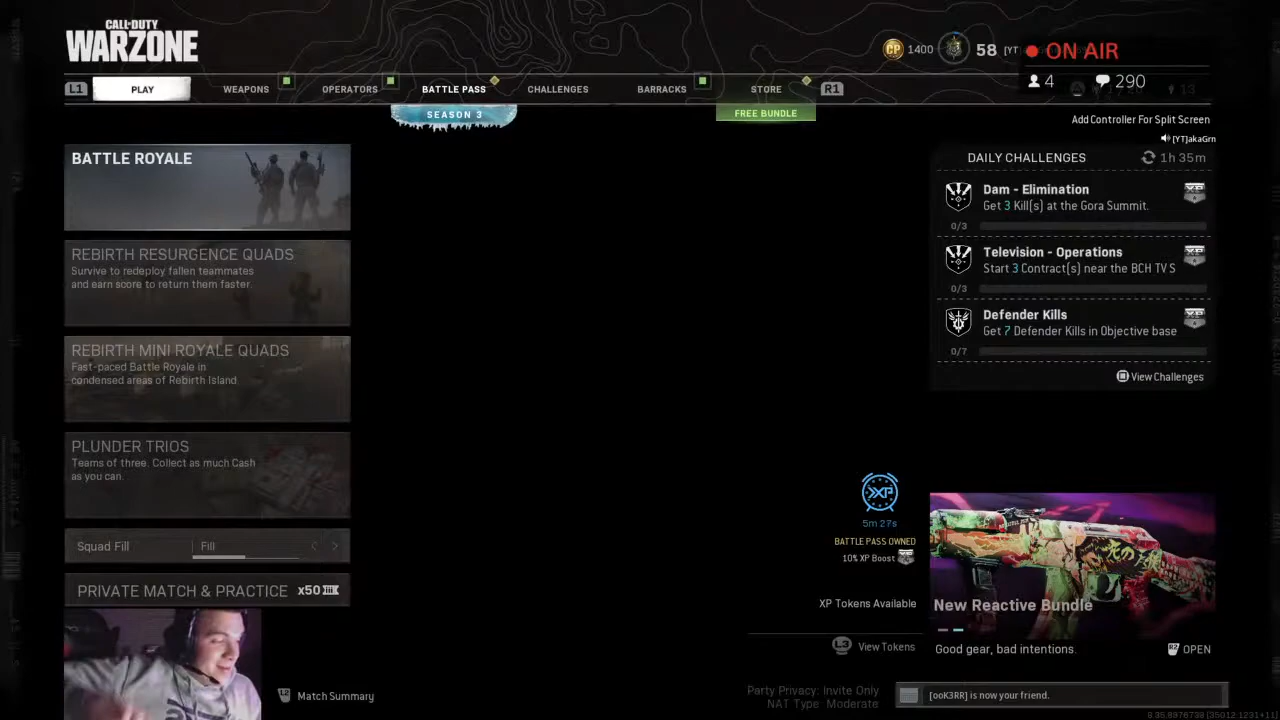 CALL OF DUTY
WARZONE
CP 1400
58
[YT
ON AIR
4
290
13
L1
PLAY
WEAPONS
OPERATORS
BATTLE PASS
CHALLENGES
BARRACKS
STORE
R1
SEASON 3
FREE BUNDLE
Add Controller For Split Screen
[YT]akaGrn
BATTLE ROYALE
REBIRTH RESURGENCE QUADS
Survive to redeploy fallen teammates
and earn score to return them faster.
REBIRTH MINI ROYALE QUADS
Fast-paced Battle Royale in
condensed areas of Rebirth Island.
PLUNDER TRIOS
Teams of three. Collect as much Cash
as you can.
Squad Fill
Fill
PRIVATE MATCH & PRACTICE
x50
Match Summary
DAILY CHALLENGES
1h 35m
Dam - Elimination
Get 3 Kill(s) at the Gora Summit.
0/3
Television - Operations
Start 3 Contract(s) near the BCH TV S
0/3
Defender Kills
Get 7 Defender Kills in Objective base
0/7
View Challenges
XP
5m 27s
BATTLE PASS OWNED
10% XP Boost
XP Tokens Available
L3 View Tokens
New Reactive Bundle
Good gear, bad intentions.
R2 OPEN
Party Privacy: Invite Only
NAT Type Moderate
[ooK3RR] is now your friend.